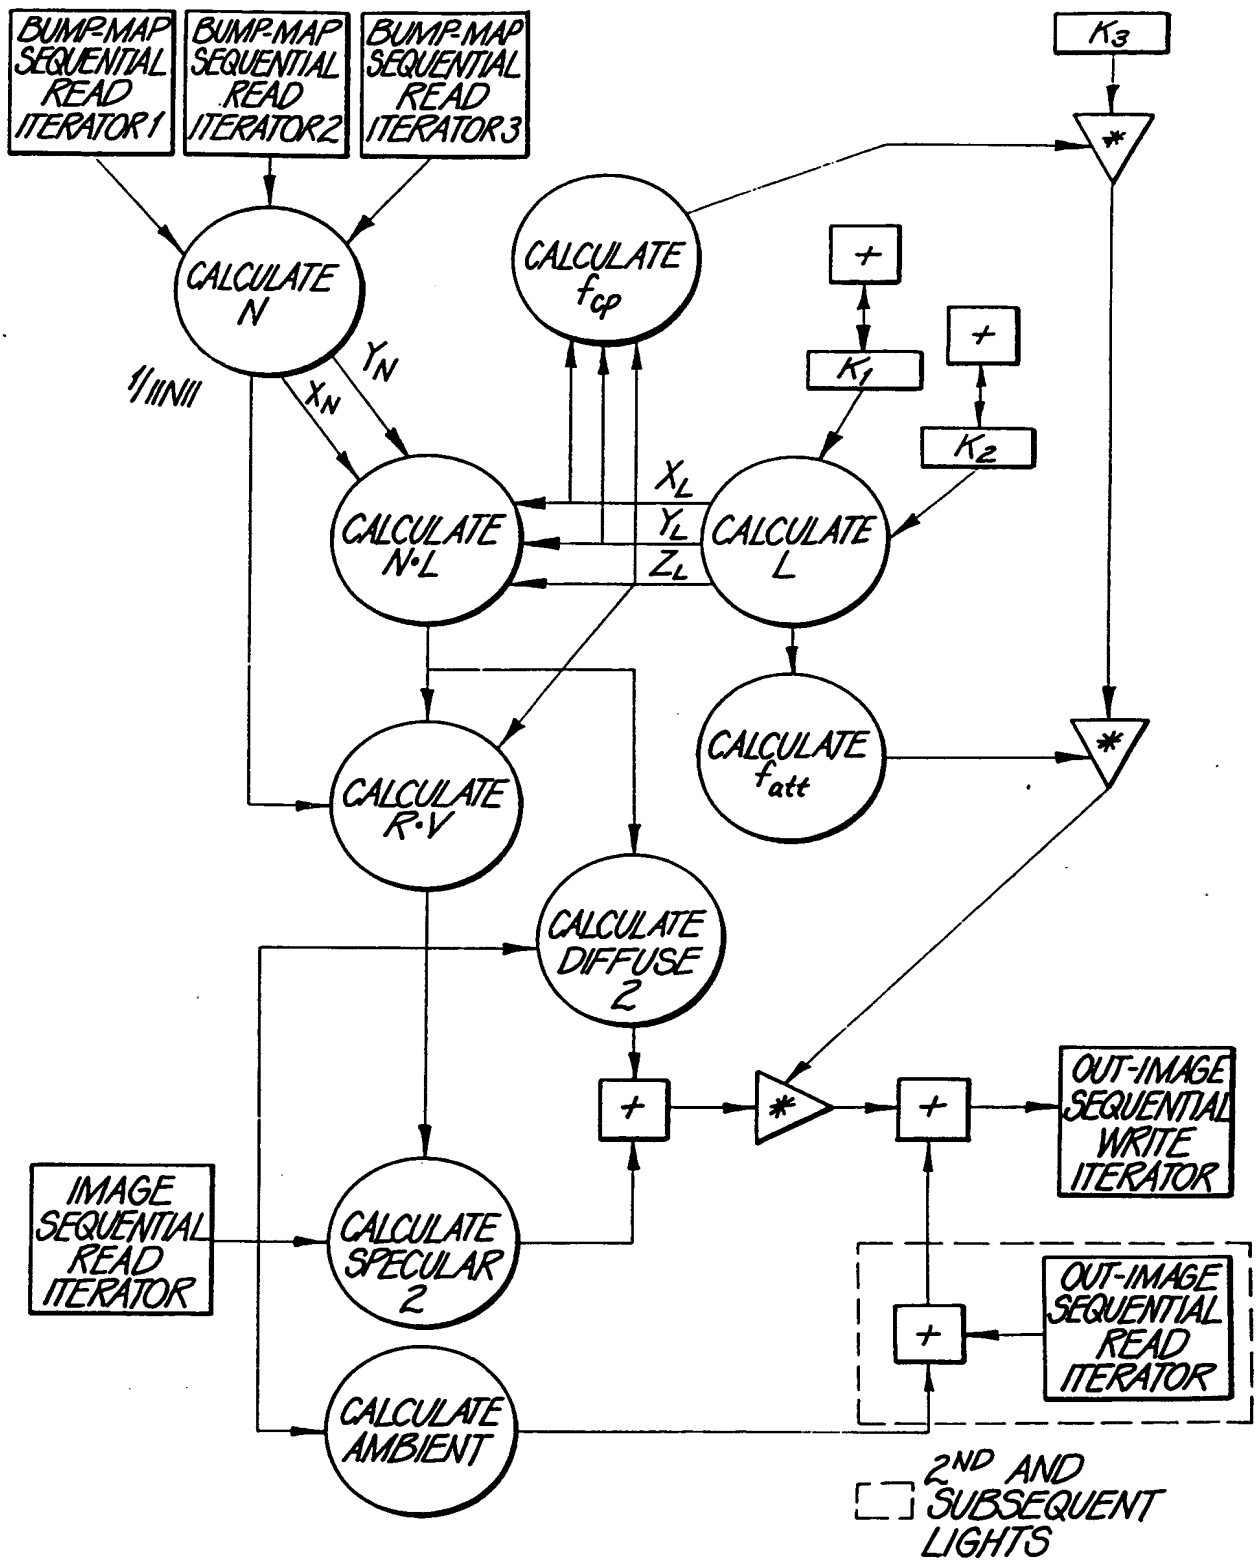 BUMP-MAP
SEQUENTIAL
READ
ITERATOR 1
BUMP-MAP
SEQUENTIAL
READ
ITERATOR 2
BUMP-MAP
SEQUENTIAL
READ
ITERATOR 3
K3
*
CALCULATE
N
CALCULATE
fcp
+
+
K1
K2
1/||N||
XN
YN
CALCULATE
N·L
XL
YL
ZL
CALCULATE
L
CALCULATE
R·V
CALCULATE
fatt
*
CALCULATE
DIFFUSE
2
+
*
+
OUT-IMAGE
SEQUENTIAL
WRITE
ITERATOR
IMAGE
SEQUENTIAL
READ
ITERATOR
CALCULATE
SPECULAR
2
+
OUT-IMAGE
SEQUENTIAL
READ
ITERATOR
CALCULATE
AMBIENT
2ND AND
SUBSEQUENT
LIGHTS